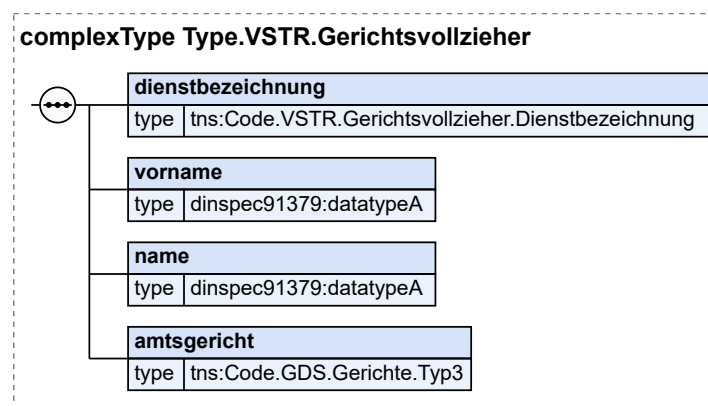 complexType Type.VSTR.Gerichtsvollzieher
dienstbezeichnung
type tns:Code.VSTR.Gerichtsvollzieher.Dienstbezeichnung
vorname
type dinspec91379:datatypeA
name
type dinspec91379:datatypeA
amtsgericht
type tns:Code.GDS.Gerichte.Typ3